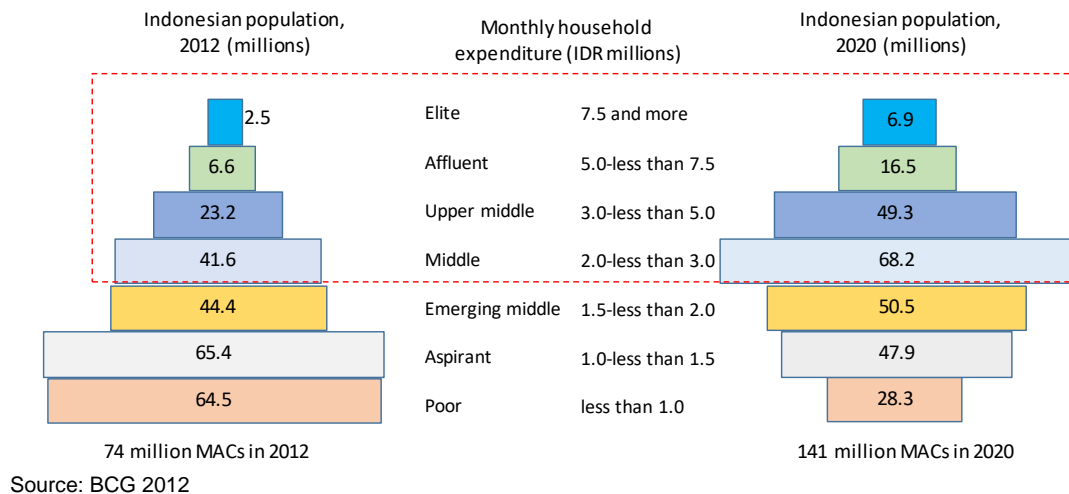 Indonesian population,
2012 (millions)
Monthly household
expenditure (IDR millions)
Indonesian population,
2020 (millions)
2.5 Elite 7.5 and more 6.9
6.6 Affluent 5.0-less than 7.5 16.5
23.2 Upper middle 3.0-less than 5.0 49.3
41.6 Middle 2.0-less than 3.0 68.2
44.4 Emerging middle 1.5-less than 2.0 50.5
65.4 Aspirant 1.0-less than 1.5 47.9
64.5 Poor less than 1.0 28.3
74 million MACs in 2012 141 million MACs in 2020
Source: BCG 2012